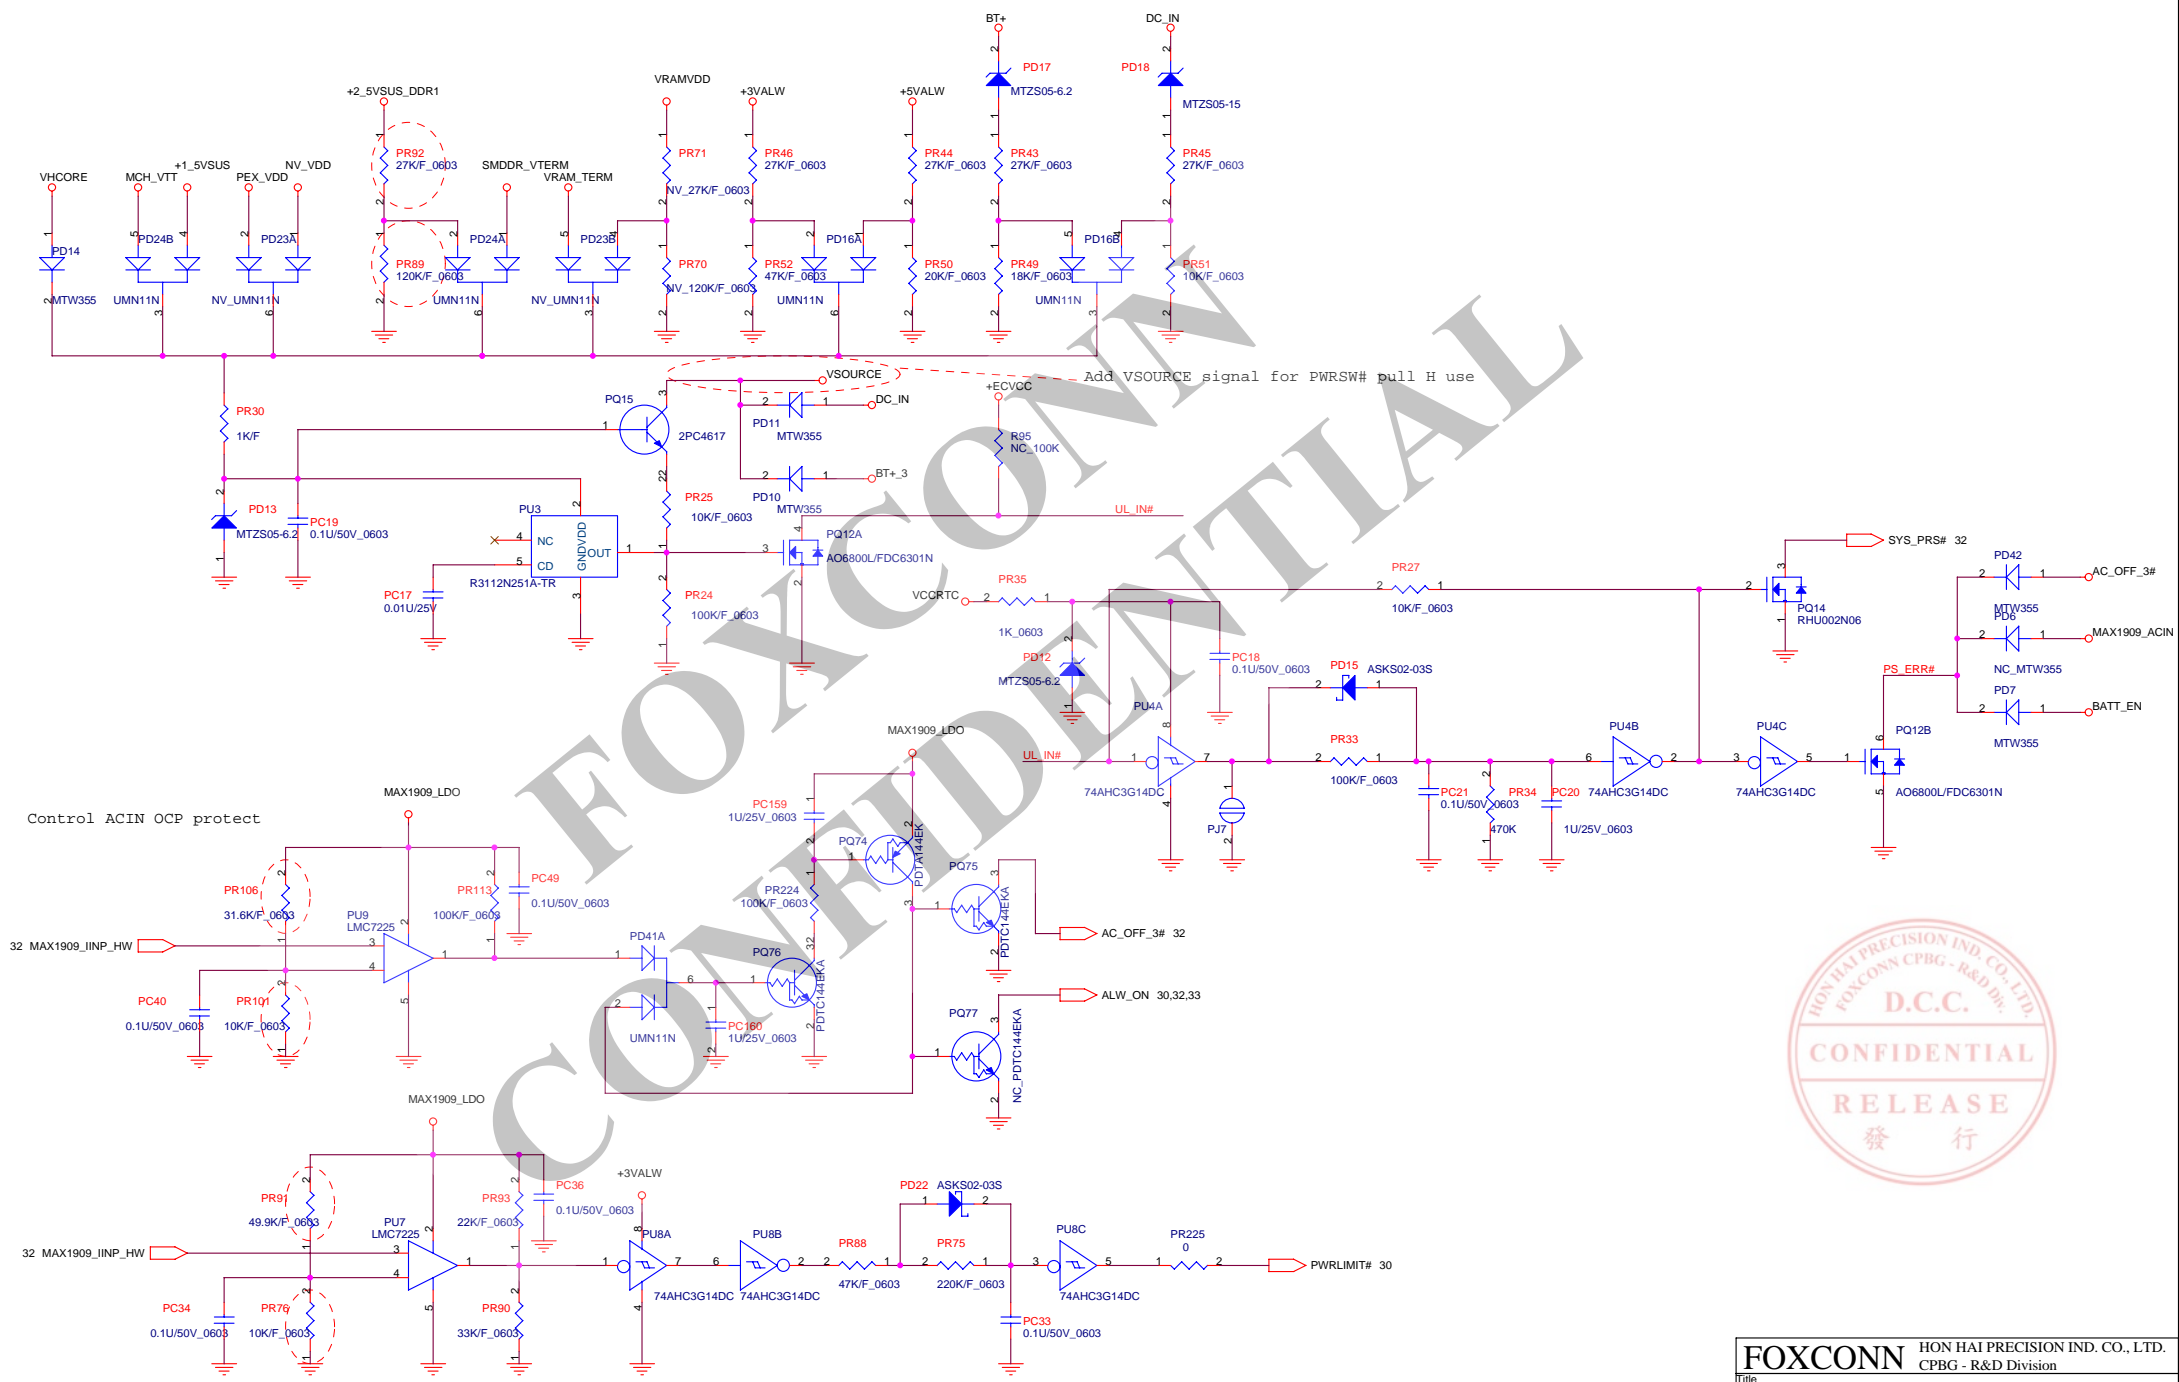 BT+
DC_IN
PD17
MTZS05-6.2
PD18
MTZS05-15
+2_5VSUS_DDR1
VRAMVDD
+3VALW
+5VALW
PR92
27K/F_0603
PR71
NV_27K/F_0603
PR46
27K/F_0603
PR44
27K/F_0603
PR43
27K/F_0603
PR45
27K/F_0603
VHCORE
MCH_VTT
+1_5VSUS
PEX_VDD
NV_VDD
SMDDR_VTERM
VRAM_TERM
PD14
MTW355
PD24B
UMN11N
PD23A
NV_UMN11N
PR89
120K/F_0603
PD24A
UMN11N
PD23B
NV_UMN11N
PR70
NV_120K/F_0603
PR52
47K/F_0603
PD16A
UMN11N
PR50
20K/F_0603
PR49
18K/F_0603
PD16B
UMN11N
PR51
10K/F_0603
VSOURCE
Add VSOURCE signal for PWRSW# pull H use
PR30
1K/F
PQ15
2PC4617
PD11
MTW355
DC_IN
PD10
MTW355
BT+_3
+ECVCC
R95
NC_100K
UL_IN#
PD13
MTZS05-6.2
PC19
0.1U/50V_0603
PU3
NC
CD
VDD
GND
OUT
R3112N251A-TR
PC17
0.01U/25V
PR25
10K/F_0603
PR24
100K/F_0603
PQ12A
AO6800L/FDC6301N
VCCRTC
PR35
1K_0603
PD12
MTZS05-6.2
PC18
0.1U/50V_0603
PR27
10K/F_0603
SYS_PRS# 32
PQ14
RHU002N06
PD42
MTW355
AC_OFF_3#
PD6
NC_MTW355
MAX1909_ACIN
PD7
MTW355
BATT_EN
PS_ERR#
PQ12B
AO6800L/FDC6301N
UL_IN#
PU4A
74AHC3G14DC
PD15
ASKS02-03S
PR33
100K/F_0603
PJ7
PC21
0.1U/50V_0603
PR34
470K
PC20
1U/25V_0603
PU4B
74AHC3G14DC
PU4C
74AHC3G14DC
Control ACIN OCP protect
MAX1909_LDO
PR106
31.6K/F_0603
PU9
LMC7225
PR113
100K/F_0603
PC49
0.1U/50V_0603
32 MAX1909_IINP_HW
PC40
0.1U/50V_0603
PR101
10K/F_0603
PD41A
UMN11N
PC160
1U/25V_0603
MAX1909_LDO
PC159
1U/25V_0603
PQ74
PDTA144EK
PR224
100K/F_0603
PQ76
PDTC144EKA
PQ75
PDTC144EKA
AC_OFF_3# 32
PQ77
NC_PDTC144EKA
ALW_ON 30,32,33
MAX1909_LDO
PR91
49.9K/F_0603
PU7
LMC7225
PR93
22K/F_0603
PC36
0.1U/50V_0603
32 MAX1909_IINP_HW
PC34
0.1U/50V_0603
PR76
10K/F_0603
PR90
33K/F_0603
+3VALW
PU8A
74AHC3G14DC
PU8B
74AHC3G14DC
PR88
47K/F_0603
PD22
ASKS02-03S
PR75
220K/F_0603
PC33
0.1U/50V_0603
PU8C
74AHC3G14DC
PR225
0
PWRLIMIT# 30
FOXCONN
CONFIDENTIAL
HON HAI PRECISION IND. CO., LTD.
FOXCONN CPBG - R&D Div.
D.C.C.
CONFIDENTIAL
RELEASE
發 行
FOXCONN
HON HAI PRECISION IND. CO., LTD.
CPBG - R&D Division
Title